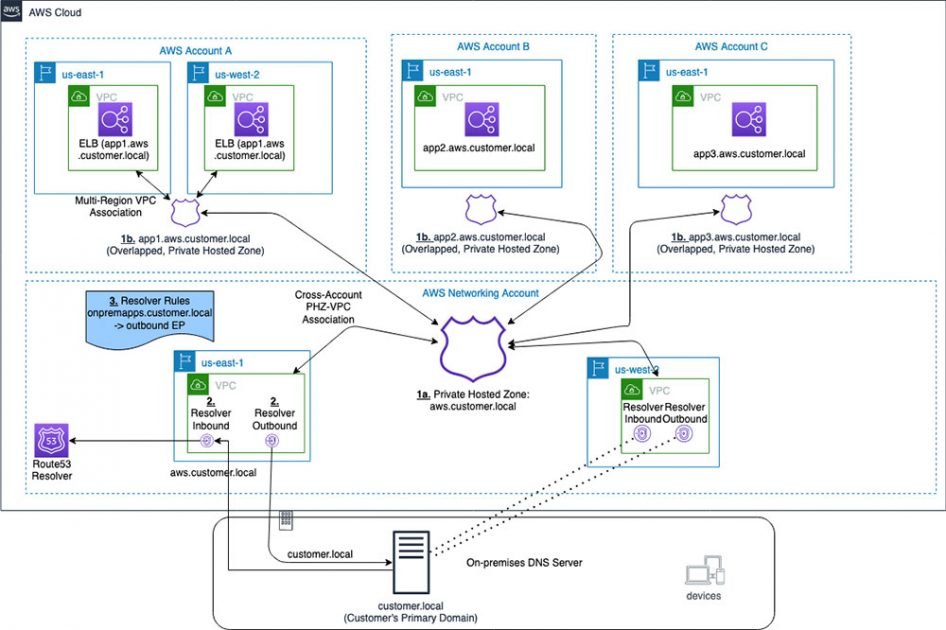 aws
AWS Cloud
AWS Account A
us-east-1
VPC
ELB (app1.aws
.customer.local)
us-west-2
VPC
ELB (app1.aws
.customer.local)
Multi-Region VPC
Association
1b. app1.aws.customer.local
(Overlapped, Private Hosted Zone)
AWS Account B
us-east-1
VPC
app2.aws.customer.local
1b. app2.aws.customer.local
(Overlapped, Private Hosted Zone)
AWS Account C
us-east-1
VPC
app3.aws.customer.local
1b. app3.aws.customer.local
(Overlapped, Private Hosted Zone)
AWS Networking Account
3. Resolver Rules
onpremapps.customer.local
-> outbound EP
Cross-Account
PHZ-VPC
Association
1a. Private Hosted Zone:
aws.customer.local
us-east-1
VPC
2.
Resolver
Inbound
2.
Resolver
Outbound
aws.customer.local
53
Route53
Resolver
us-west-2
VPC
Resolver
Inbound
Resolver
Outbound
customer.local
On-premises DNS Server
customer.local
(Customer's Primary Domain)
devices